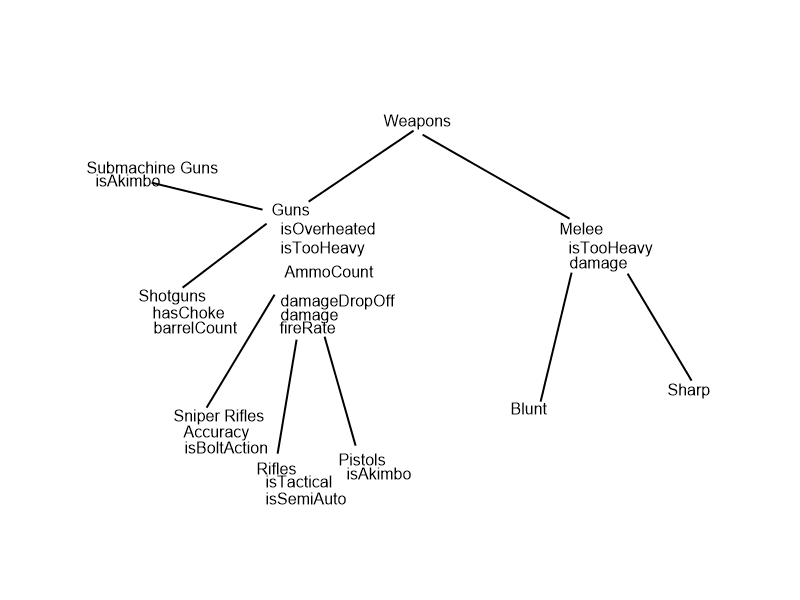 Weapons
Submachine Guns
isAkimbo
Guns
isOverheated
isTooHeavy
AmmoCount
damageDropOff
damage
fireRate
Melee
isTooHeavy
damage
Shotguns
hasChoke
barrelCount
Sniper Rifles
Accuracy
isBoltAction
Rifles
isTactical
isSemiAuto
Pistols
isAkimbo
Blunt
Sharp